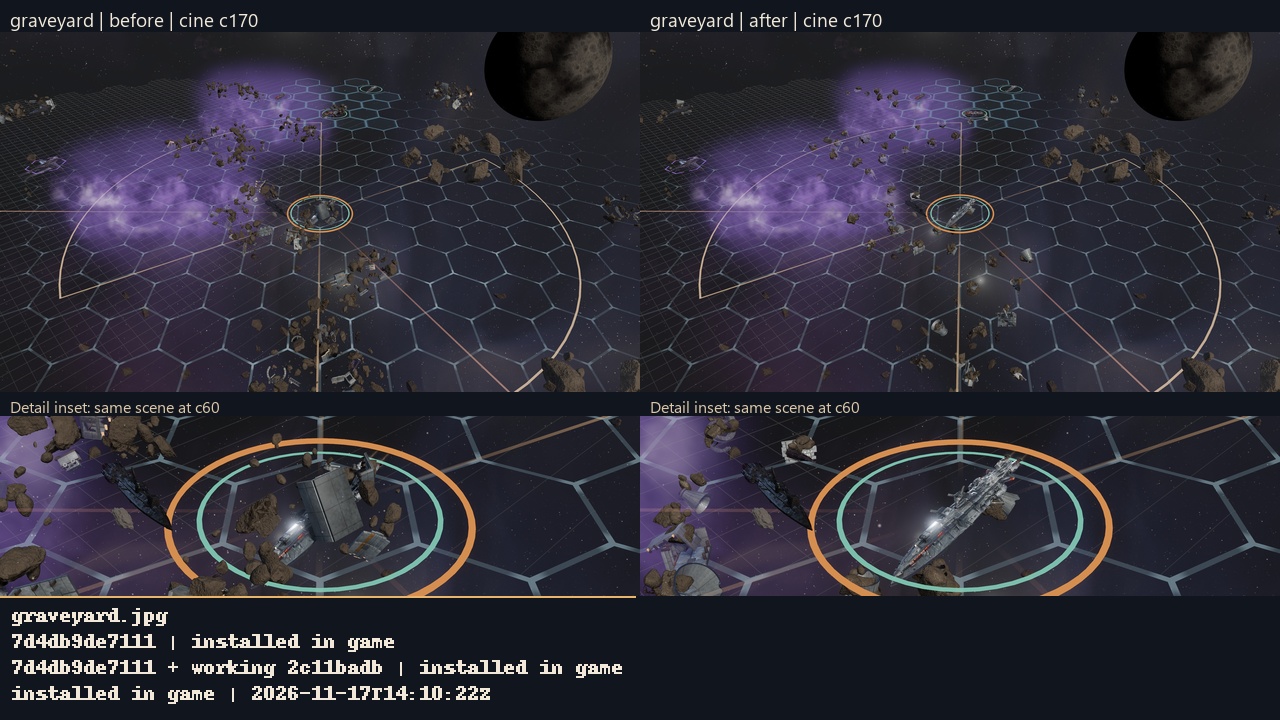 graveyard | before | cine c170
graveyard | after | cine c170
Detail inset: same scene at c60
Detail inset: same scene at c60
graveyard.jpg
7d4db9de7111 | installed in game
7d4db9de7111 + working 2c11badb | installed in game
installed in game | 2026-11-17T14:10:22z